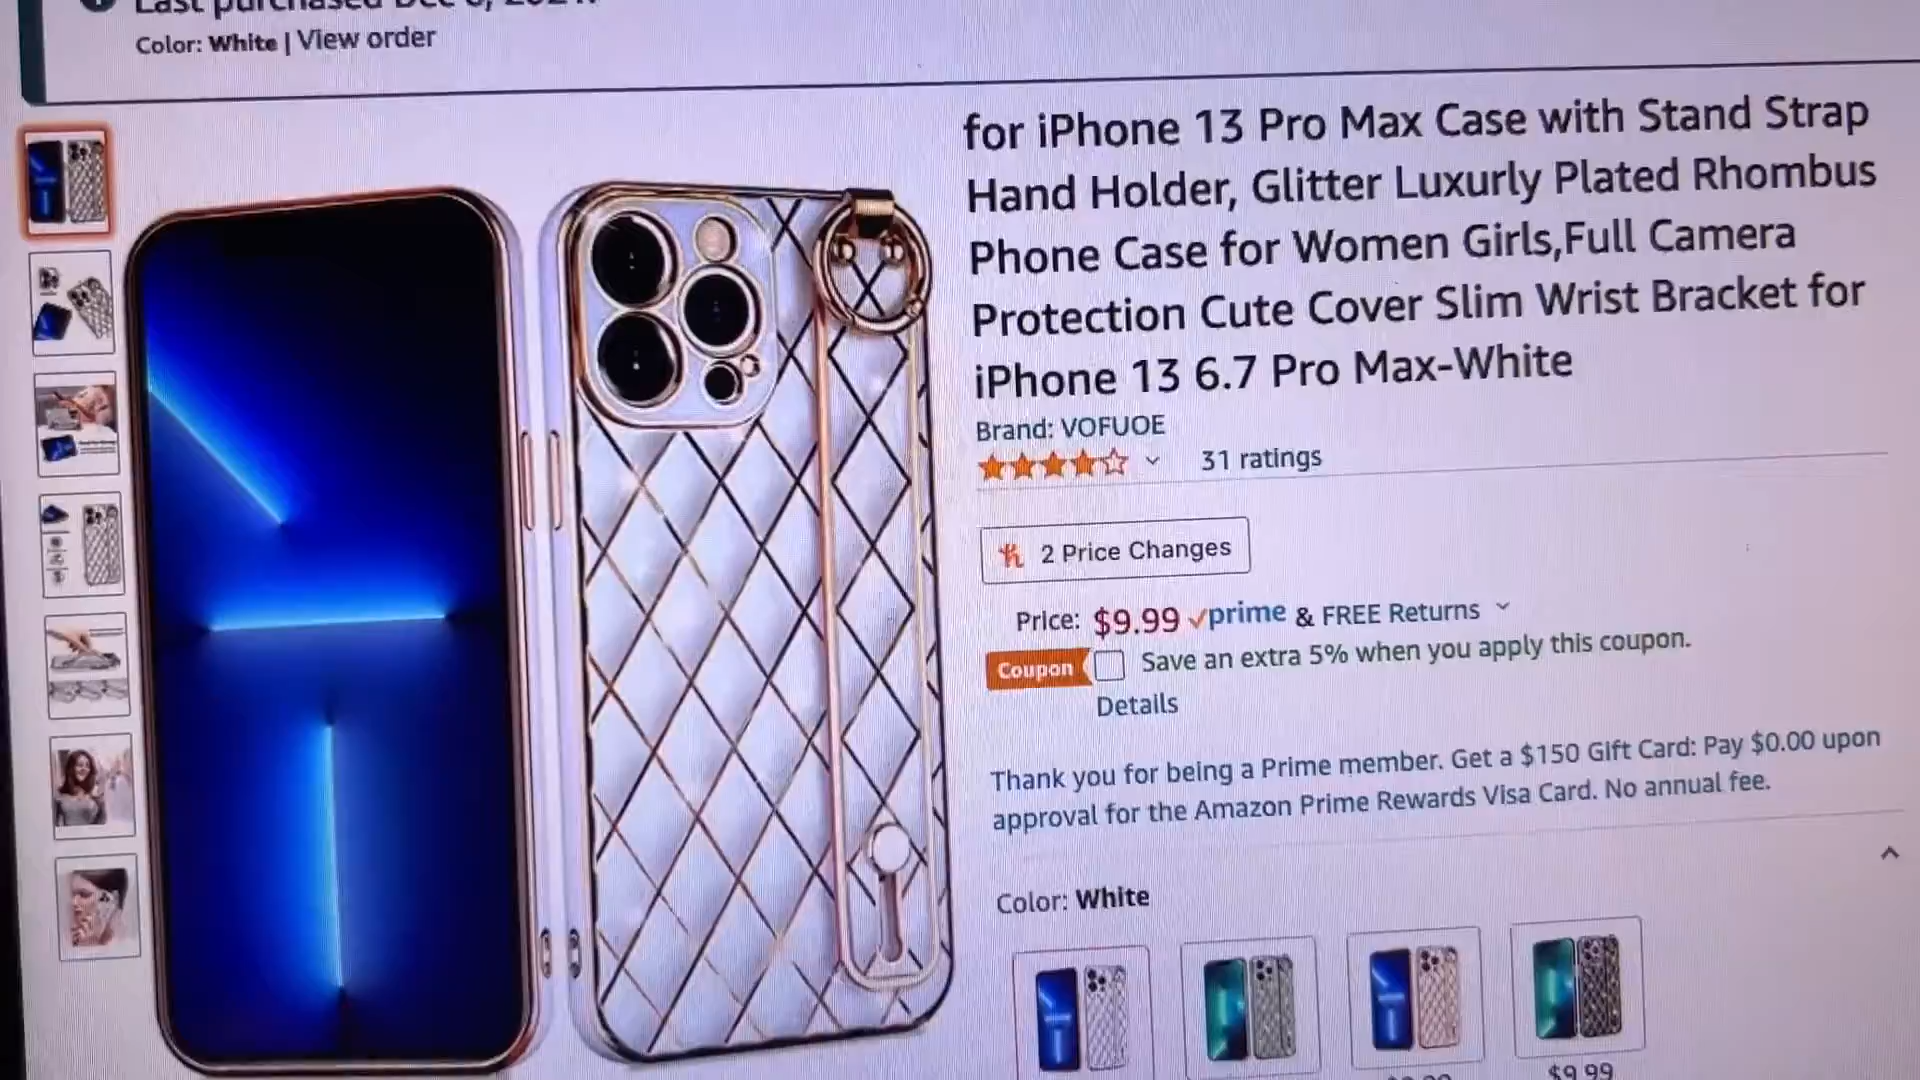 Last purchased Dec
Color: White | View order
for iPhone 13 Pro Max Case with Stand Strap
Hand Holder, Glitter Luxurly Plated Rhombus
Phone Case for Women Girls,Full Camera
Protection Cute Cover Slim Wrist Bracket for
iPhone 13 6.7 Pro Max-White
Brand: VOFUOE
31 ratings
2 Price Changes
Price: $9.99 prime & FREE Returns
Coupon Save an extra 5% when you apply this coupon.
Details
Thank you for being a Prime member. Get a $150 Gift Card: Pay $0.00 upon
approval for the Amazon Prime Rewards Visa Card. No annual fee.
Color: White
$9.99